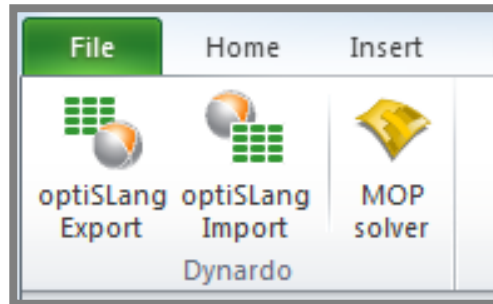 File Home Insert
optiSLang optiSLang MOP
Export Import solver
Dynardo